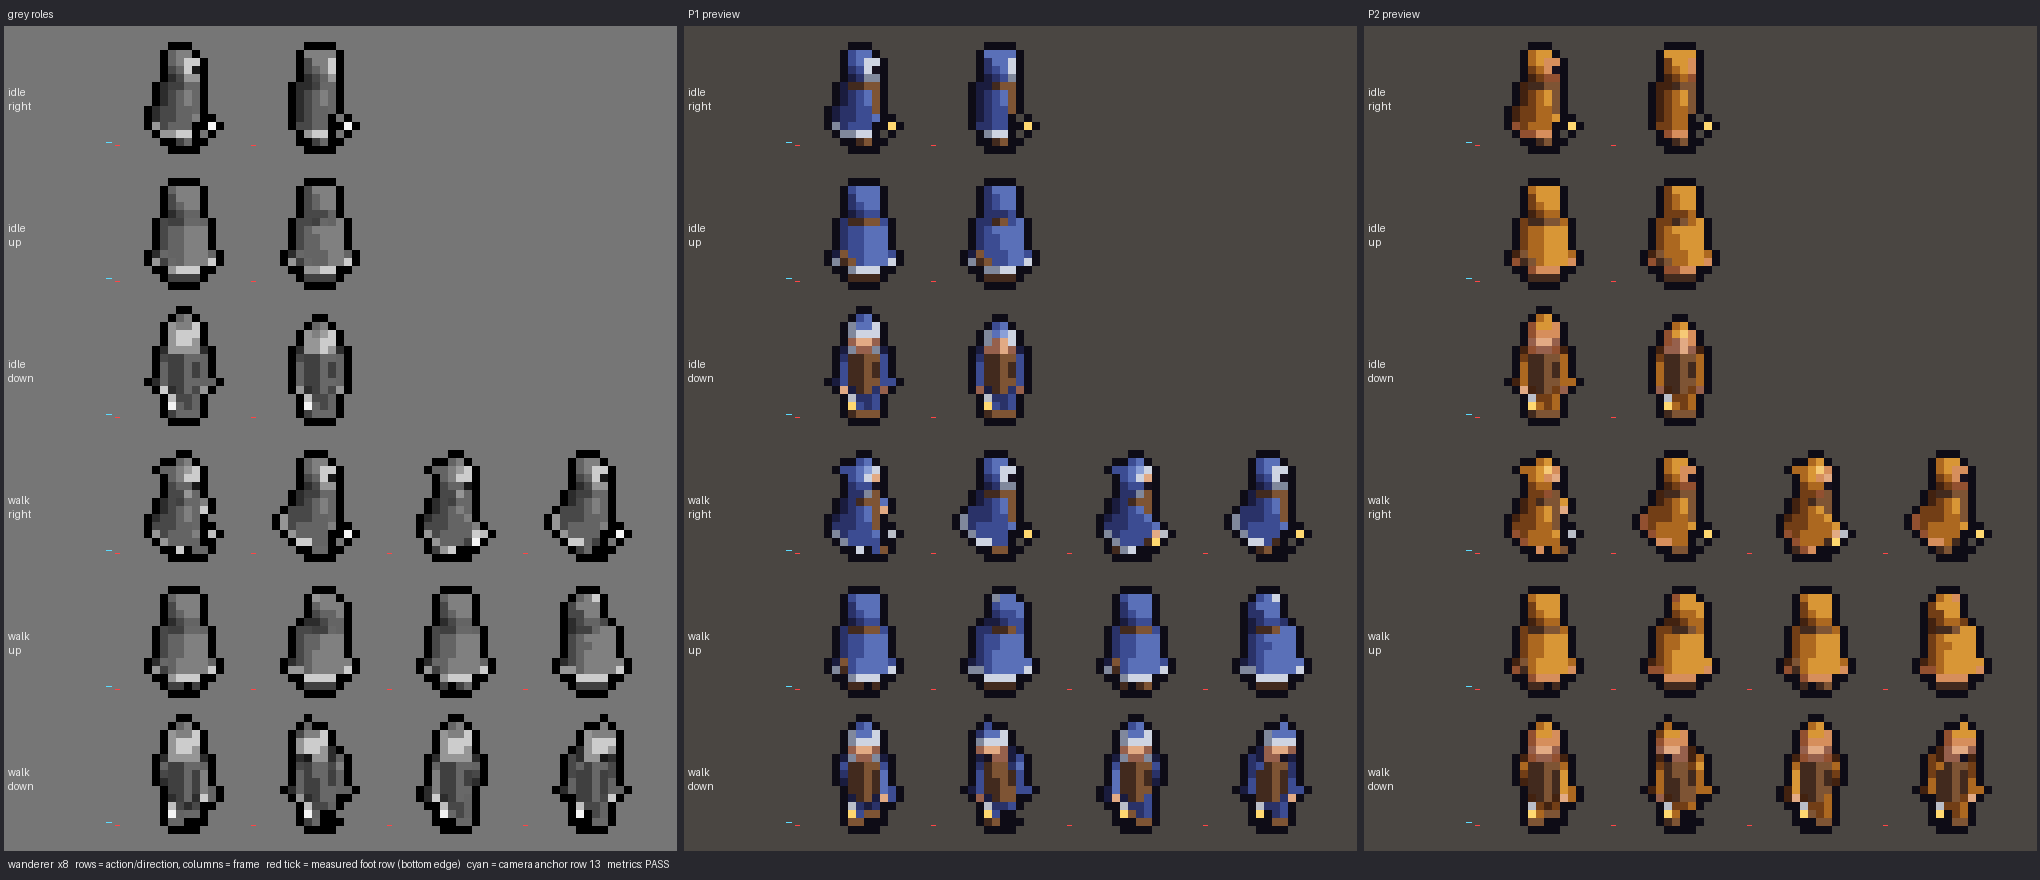 grey roles
P1 preview
P2 preview
idle
right
idle
right
idle
right
idle
up
idle
up
idle
up
idle
down
idle
down
idle
down
walk
right
walk
right
walk
right
walk
up
walk
up
walk
up
walk
down
walk
down
walk
down
wanderer x8 rows = action/direction, columns = frame red tick = measured foot row (bottom edge) cyan = camera anchor row 13 metrics: PASS